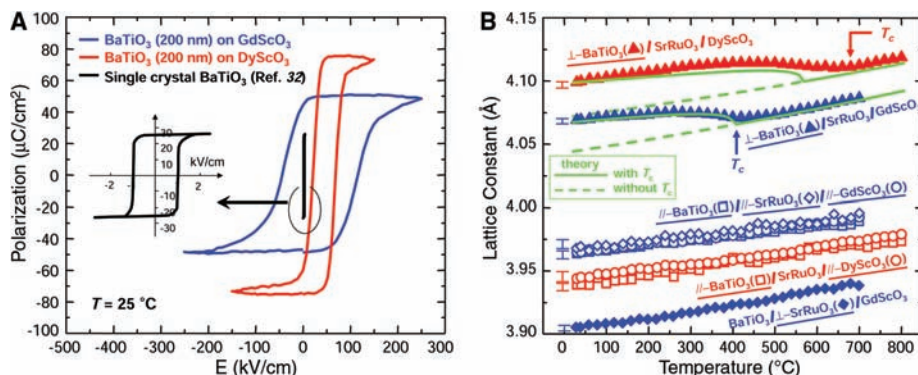 A
BaTiO3 (200 nm) on GdScO3
BaTiO3 (200 nm) on DyScO3
Single crystal BaTiO3 (Ref. 32)
Polarization (μC/cm2)
100
80
60
40
20
0
-20
-40
-60
-80
-100
30
20
10
-10
-20
-30
-2
2
kV/cm
T = 25 °C
-500 -400 -300 -200 -100 0 100 200 300
E (kV/cm)
B
⊥-BaTiO3(▲)/SrRuO3/DyScO3
Tc
⊥-BaTiO3(▲)/SrRuO3/GdScO3
Tc
theory
with Tc
without Tc
//-BaTiO3(□)/ //-SrRuO3(◇)/ //-GdScO3(○)
//-BaTiO3(□)/SrRuO3/ //-DyScO3(○)
BaTiO3/⊥-SrRuO3(◆)/GdScO3
Lattice Constant (Å)
4.15
4.10
4.05
4.00
3.95
3.90
0 100 200 300 400 500 600 700 800
Temperature (°C)